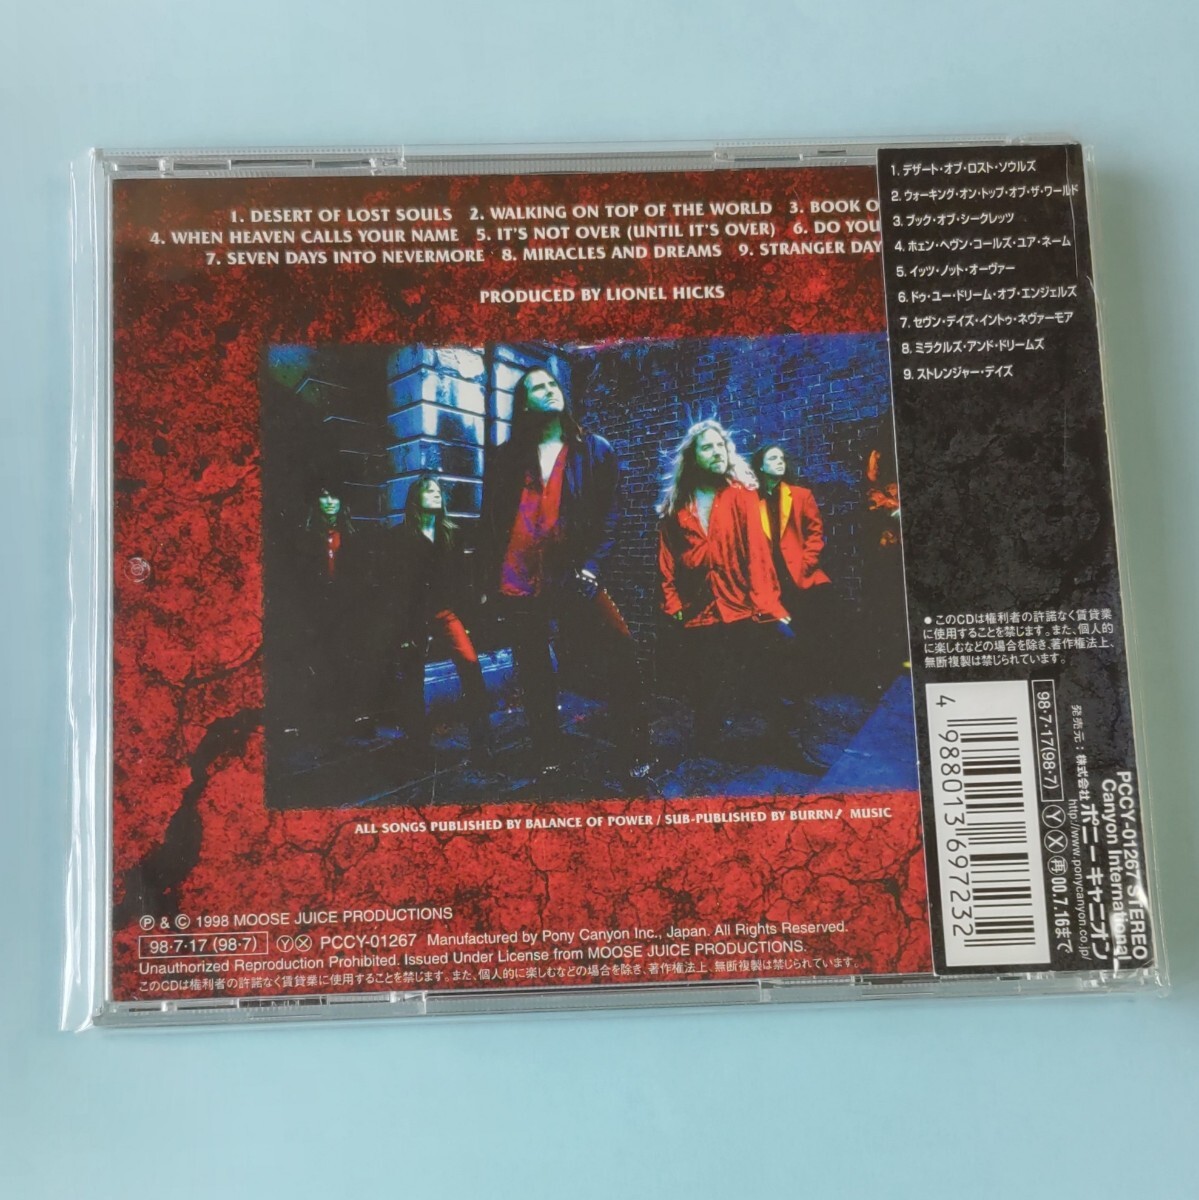 1. DESERT OF LOST SOULS 2. WALKING ON TOP OF THE WORLD 3. BOOK O
4. WHEN HEAVEN CALLS YOUR NAME 5. IT'S NOT OVER (UNTIL IT'S OVER) 6. DO YOU
7. SEVEN DAYS INTO NEVERMORE 8. MIRACLES AND DREAMS 9. STRANGER DAY
PRODUCED BY LIONEL HICKS
ALL SONGS PUBLISHED BY BALANCE OF POWER / SUB-PUBLISHED BY BURRN! MUSIC
Ⓟ & © 1998 MOOSE JUICE PRODUCTIONS
98·7·17 (98·7) Ⓨ Ⓧ PCCY-01267 Manufactured by Pony Canyon Inc., Japan. All Rights Reserved.
Unauthorized Reproduction Prohibited. Issued Under License from MOOSE JUICE PRODUCTIONS.
このCDは権利者の許諾なく賃貸業に使用することを禁じます。また、個人的に楽しむなどの場合を除き、著作権法上、無断複製は禁じられています。
1. デザート・オブ・ロスト・ソウルズ
2. ウォーキング・オン・トップ・オブ・ザ・ワールド
3. ブック・オブ・シークレッツ
4. ホェン・ヘヴン・コールズ・ユア・ネーム
5. イッツ・ノット・オーヴァー
6. ドゥ・ユー・ドリーム・オブ・エンジェルズ
7. セヴン・デイズ・イントゥ・ネヴァーモア
8. ミラクルズ・アンド・ドリームズ
9. ストレンジャー・デイズ
● このCDは権利者の許諾なく賃貸業
に使用することを禁じます。また、個人的
に楽しむなどの場合を除き、著作権法上、
無断複製は禁じられています。
PCCY-01267 STEREO
Canyon International
発売元：株式会社ポニーキャニオン
http://www.ponycanyon.co.jp/
98·7·17(98·7) Ⓨ Ⓧ 再 00.7.16まで
4 988013 697232